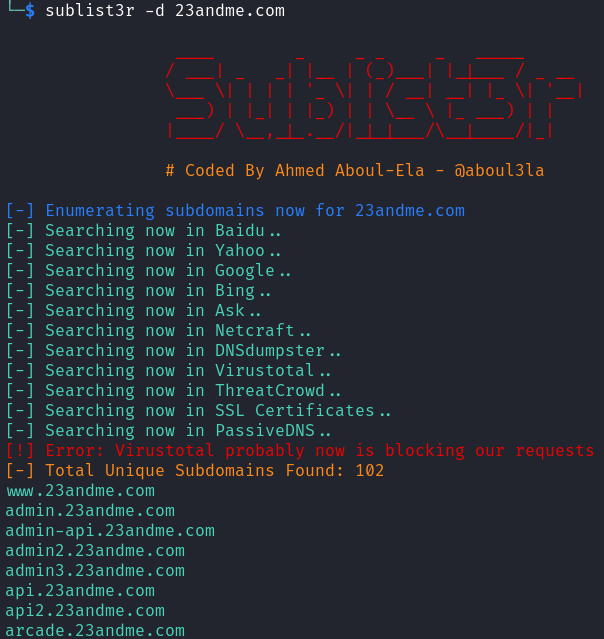 └─$ sublist3r -d 23andme.com
Sublist3r
# Coded By Ahmed Aboul-Ela - @aboul3la
[-] Enumerating subdomains now for 23andme.com
[-] Searching now in Baidu..
[-] Searching now in Yahoo..
[-] Searching now in Google..
[-] Searching now in Bing..
[-] Searching now in Ask..
[-] Searching now in Netcraft..
[-] Searching now in DNSdumpster..
[-] Searching now in Virustotal..
[-] Searching now in ThreatCrowd..
[-] Searching now in SSL Certificates..
[-] Searching now in PassiveDNS..
[!] Error: Virustotal probably now is blocking our requests
[-] Total Unique Subdomains Found: 102
www.23andme.com
admin.23andme.com
admin-api.23andme.com
admin2.23andme.com
admin3.23andme.com
api.23andme.com
api2.23andme.com
arcade.23andme.com